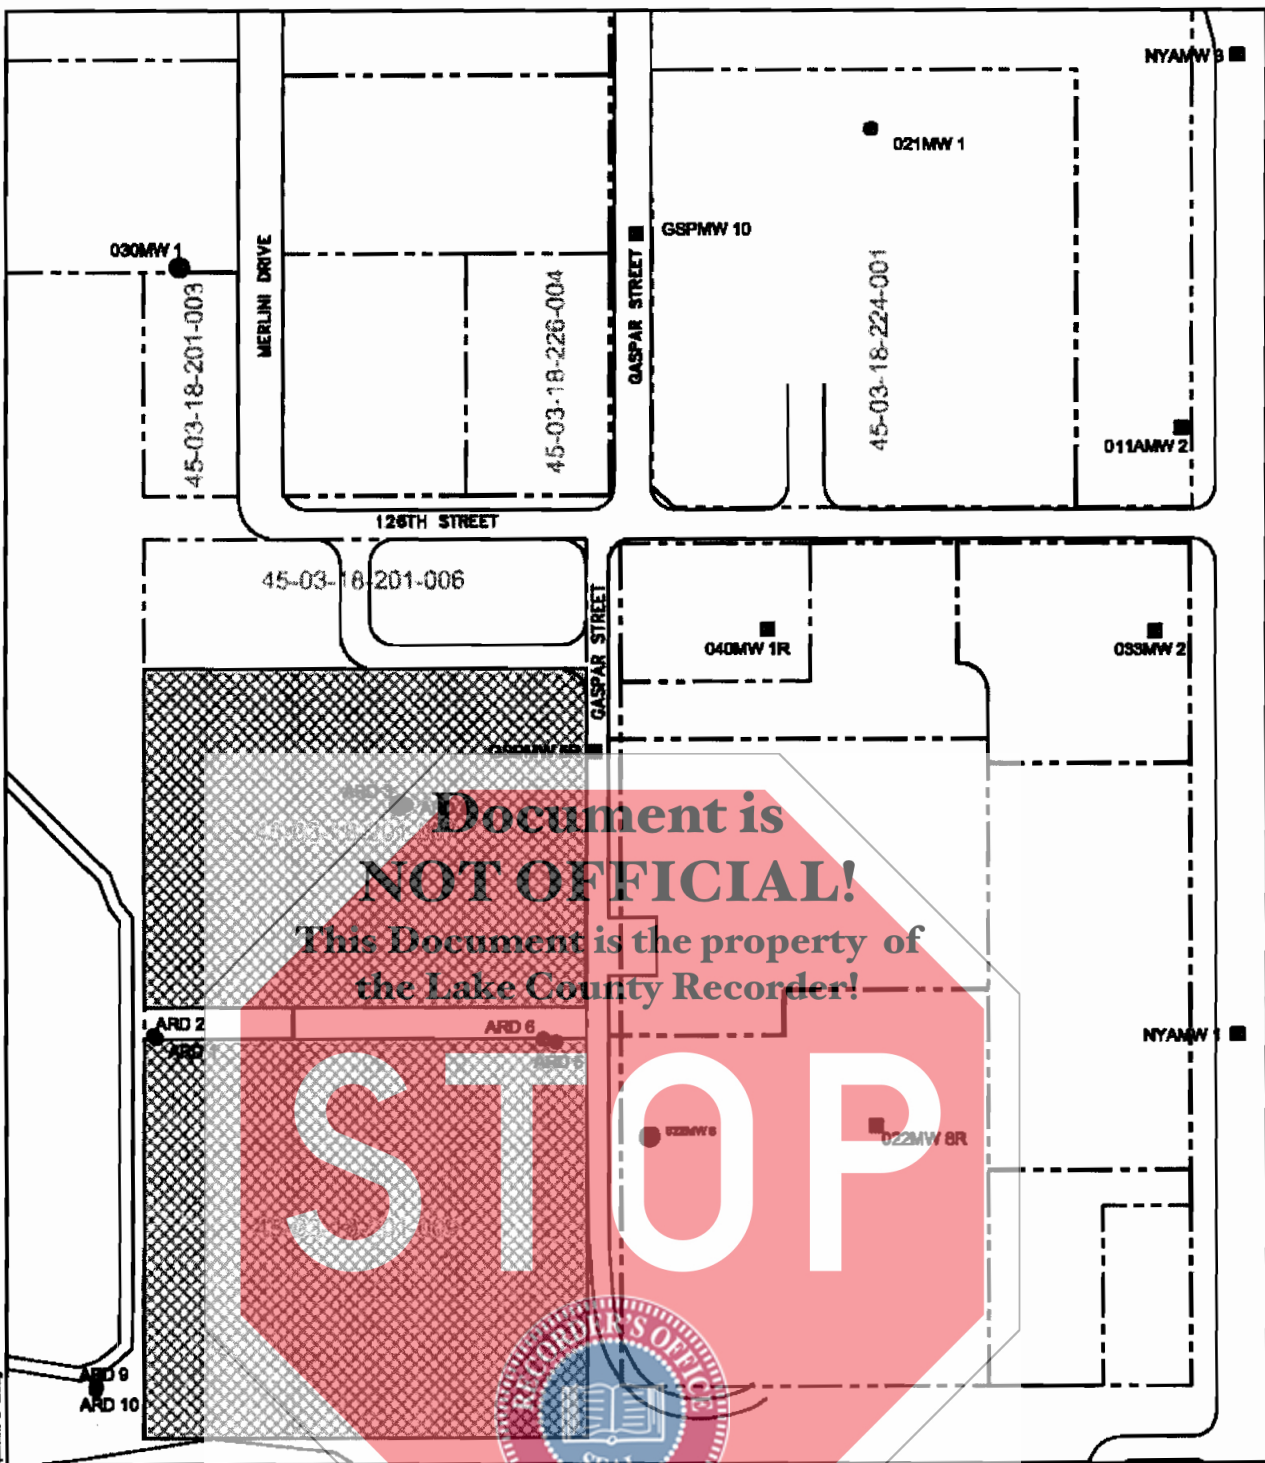 NYAMW 3
021MW 1
GSPMW 10
030MW 1
MERLINI DRIVE
45-03-18-201-003
45-03-18-226-004
GASPAR STREET
45-03-18-224-001
011AMW 2
126TH STREET
45-03-18-201-006
GASPAR STREET
040MW 1R
033MW 2
Document is
NOT OFFICIAL!
This Document is the property of
the Lake County Recorder!
ARD 2
ARD 6
ARD 5
NYAMW 1
STOP
022MW 8R
ARD 9
ARD 10
RECORDER'S OFFICE
SEAL